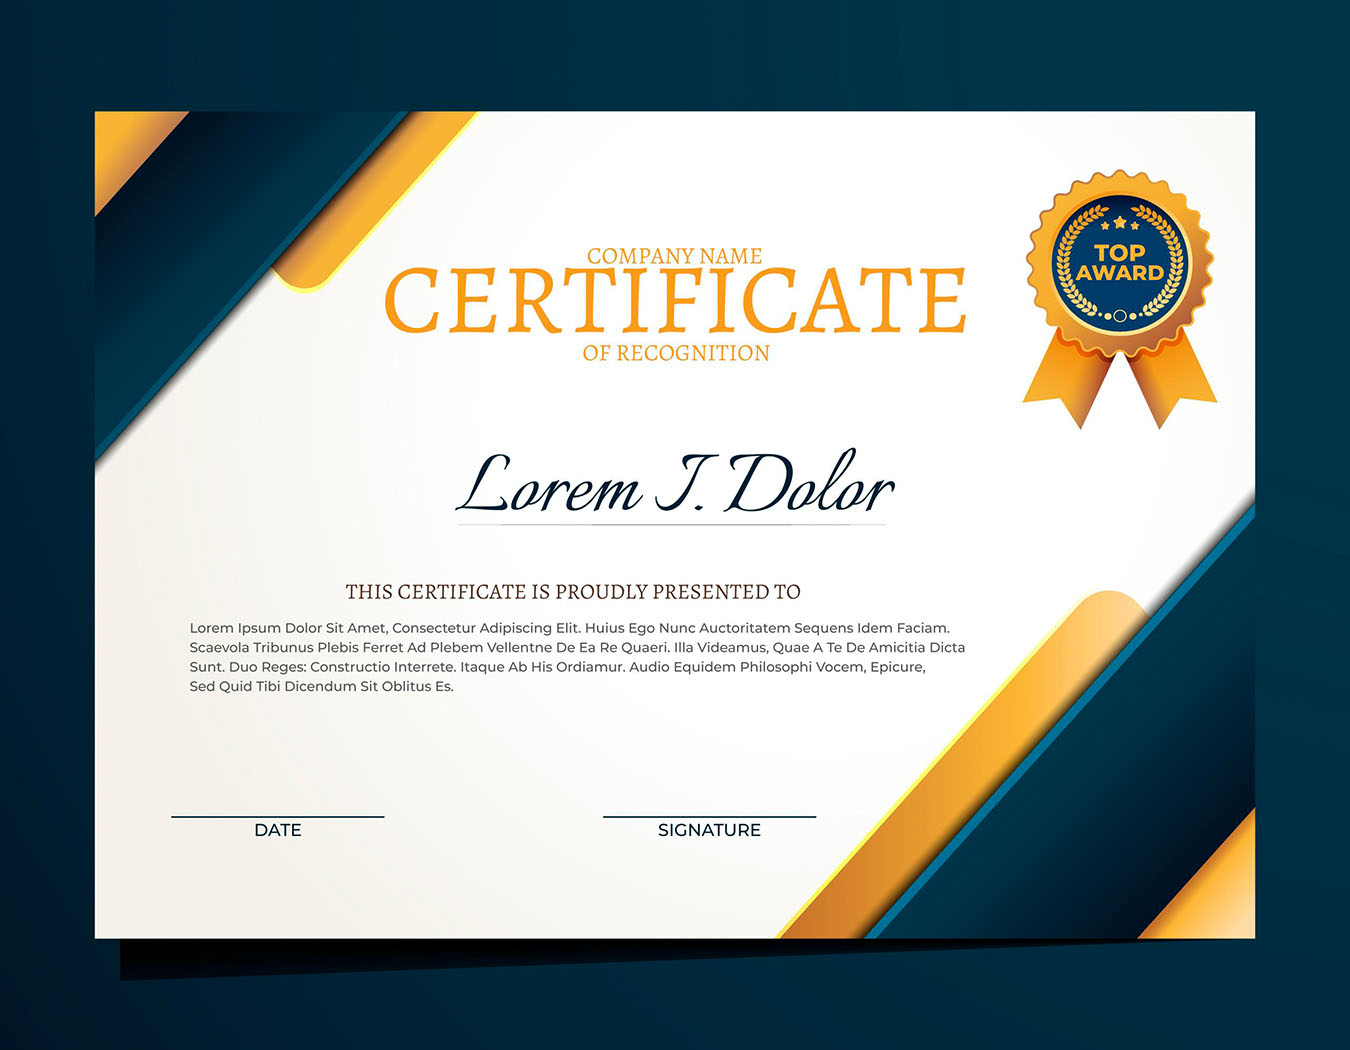 COMPANY NAME
CERTIFICATE
OF RECOGNITION
TOP
AWARD
Lorem I. Dolor
THIS CERTIFICATE IS PROUDLY PRESENTED TO
Lorem Ipsum Dolor Sit Amet, Consectetur Adipiscing Elit. Huius Ego Nunc Auctoritatem Sequens Idem Faciam.
Scaevola Tribunus Plebis Ferret Ad Plebem Vellentne De Ea Re Quaeri. Illa Videamus, Quae A Te De Amicitia Dicta
Sunt. Duo Reges: Constructio Interrete. Itaque Ab His Ordiamur. Audio Equidem Philosophi Vocem, Epicure,
Sed Quid Tibi Dicendum Sit Oblitus Es.
DATE
SIGNATURE